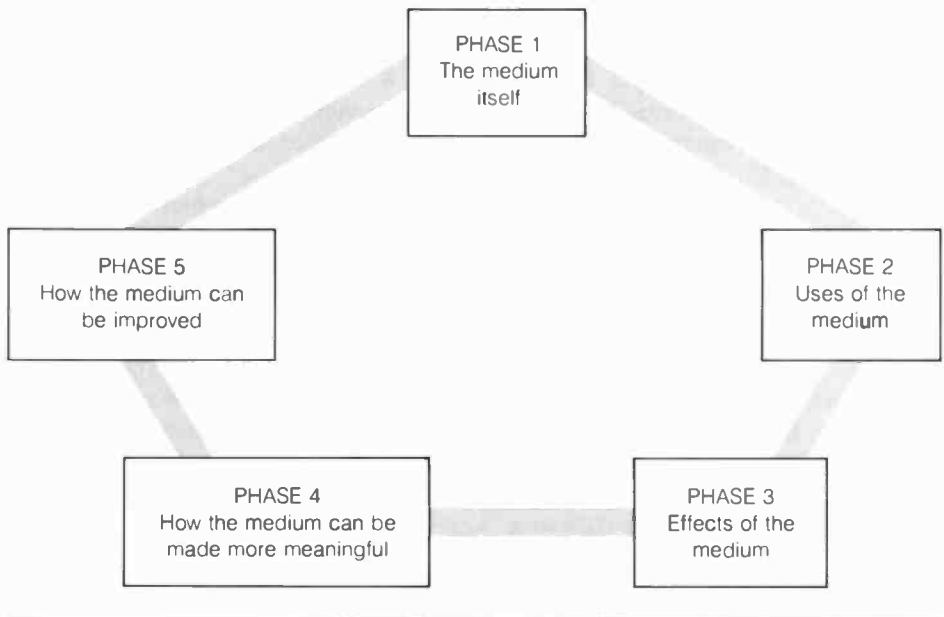 PHASE 1
The medium
itself
PHASE 5
How the medium can
be improved
PHASE 2
Uses of the
medium
PHASE 4
How the medium can be
made more meaningful
PHASE 3
Effects of the
medium